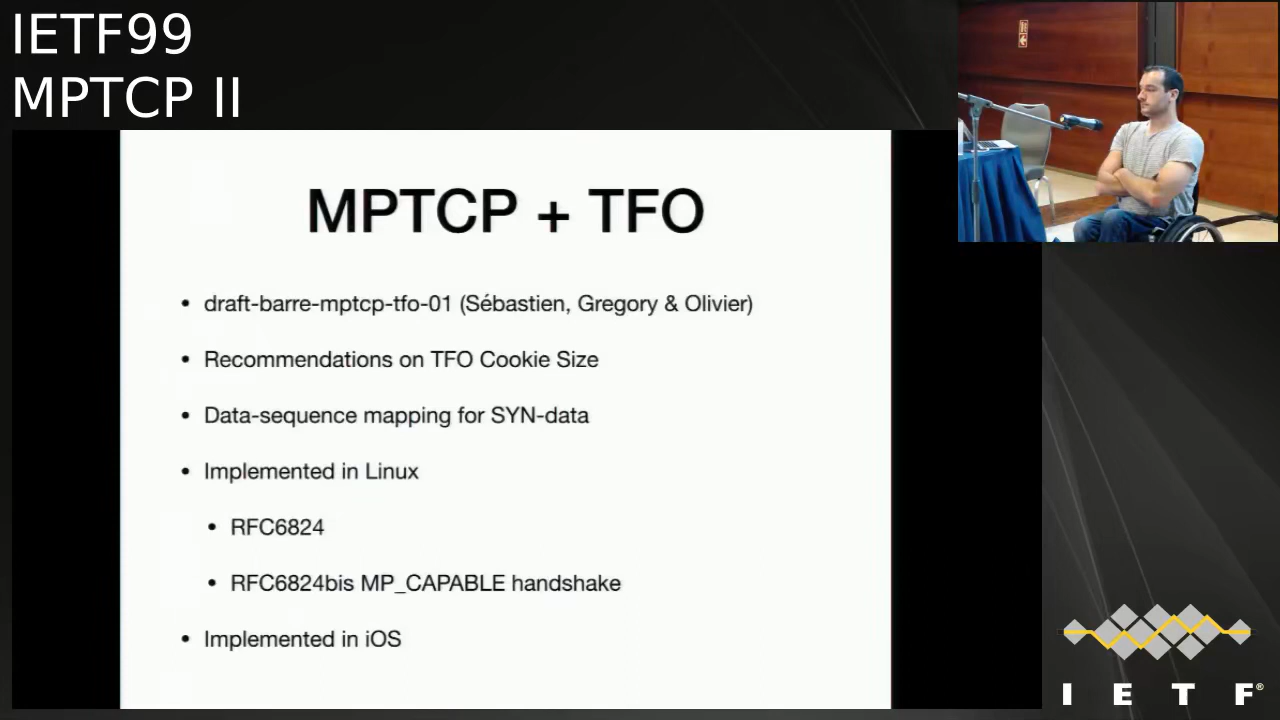 IETF99
MPTCP II
MPTCP + TFO
• draft-barre-mptcp-tfo-01 (Sébastien, Gregory & Olivier)
• Recommendations on TFO Cookie Size
• Data-sequence mapping for SYN-data
• Implemented in Linux
• RFC6824
• RFC6824bis MP_CAPABLE handshake
• Implemented in iOS
I E T F®